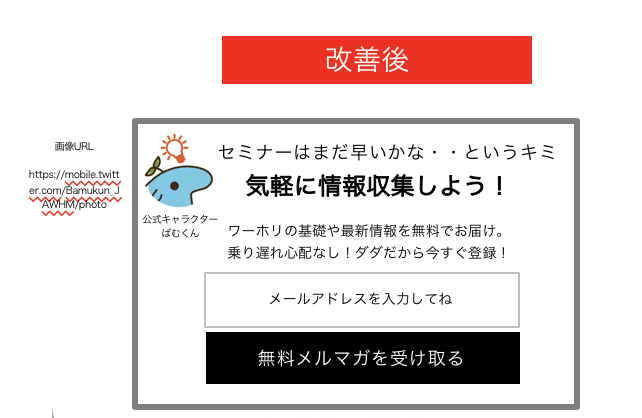 改善後
画像URL
https://mobile.twitt
er.com/Bamukun_J
AWHM/photo
セミナーはまだ早いかな・・というキミ
気軽に情報収集しよう！
公式キャラクター
ばむくん
ワーホリの基礎や最新情報を無料でお届け。
乗り遅れ心配なし！ダダだから今すぐ登録！
メールアドレスを入力してね
無料メルマガを受け取る